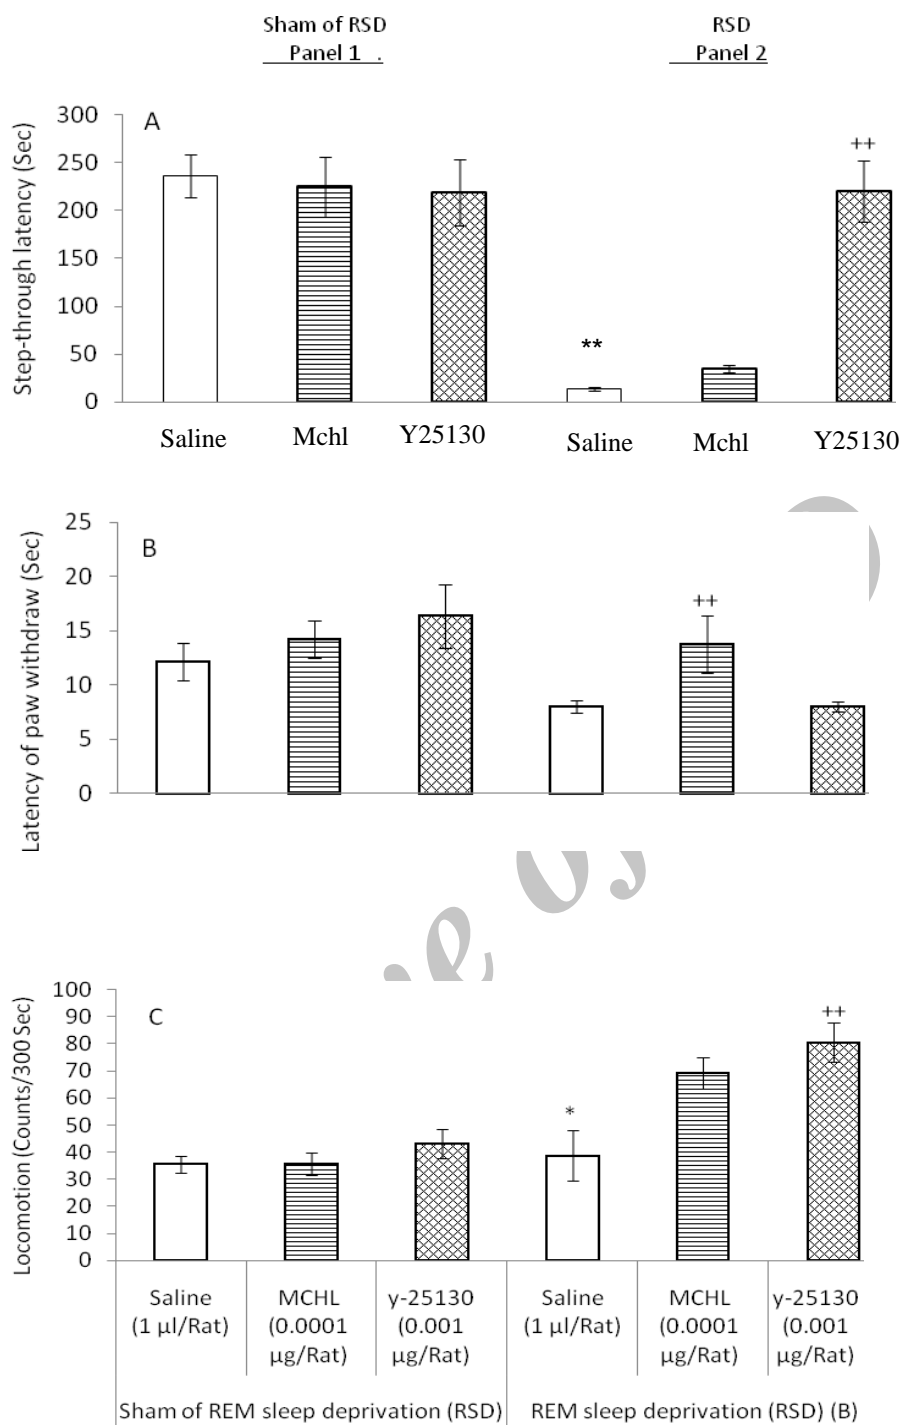 Sham of RSD
Panel 1 .
RSD
Panel 2
Step-through latency (Sec)
300
250
200
150
100
50
0
A
**
++
Saline Mchl Y25130 Saline Mchl Y25130
Latency of paw withdraw (Sec)
25
20
15
10
5
0
B
++
Locomotion (Counts/300 Sec)
100
90
80
70
60
50
40
30
20
10
0
C
*
++
Saline
(1 µl/Rat)
MCHL
(0.0001
µg/Rat)
y-25130
(0.001
µg/Rat)
Saline
(1 µl/Rat)
MCHL
(0.0001
µg/Rat)
y-25130
(0.001
µg/Rat)
Sham of REM sleep deprivation (RSD)
REM sleep deprivation (RSD) (B)